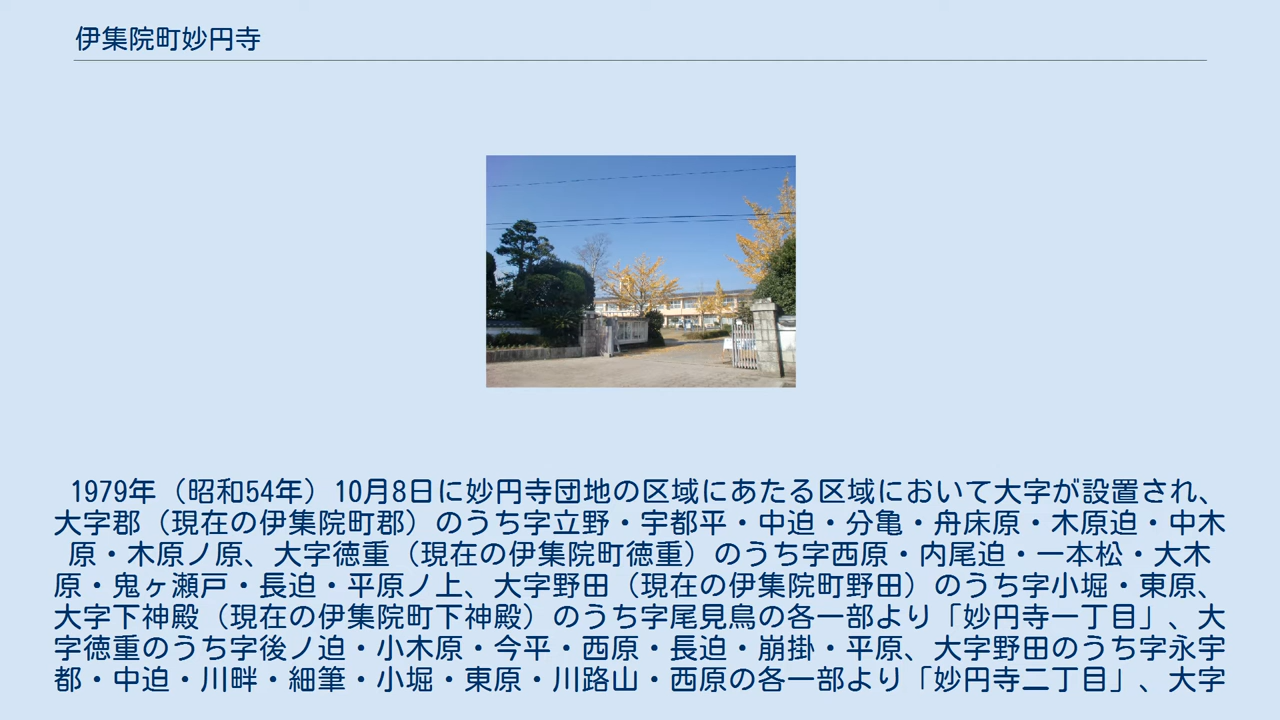 伊集院町妙円寺
1979年（昭和54年）10月8日に妙円寺団地の区域にあたる区域において大字が設置され、
大字郡（現在の伊集院町郡）のうち字立野・宇都平・中迫・分亀・舟床原・木原迫・中木
原・木原ノ原、大字徳重（現在の伊集院町徳重）のうち字西原・内尾迫・一本松・大木
原・鬼ヶ瀬戸・長迫・平原ノ上、大字野田（現在の伊集院町野田）のうち字小堀・東原、
大字下神殿（現在の伊集院町下神殿）のうち字尾見鳥の各一部より「妙円寺一丁目」、大
字徳重のうち字後ノ迫・小木原・今平・西原・長迫・崩掛・平原、大字野田のうち字永宇
都・中迫・川畔・細筆・小堀・東原・川路山・西原の各一部より「妙円寺二丁目」、大字